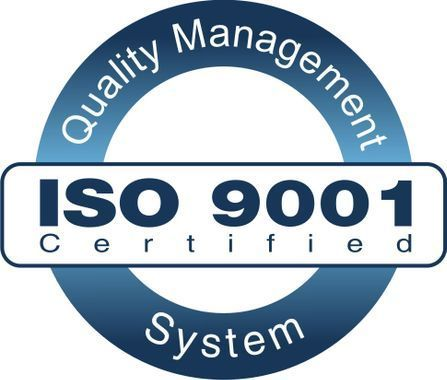 Quality Management
ISO 9001
Certified
System